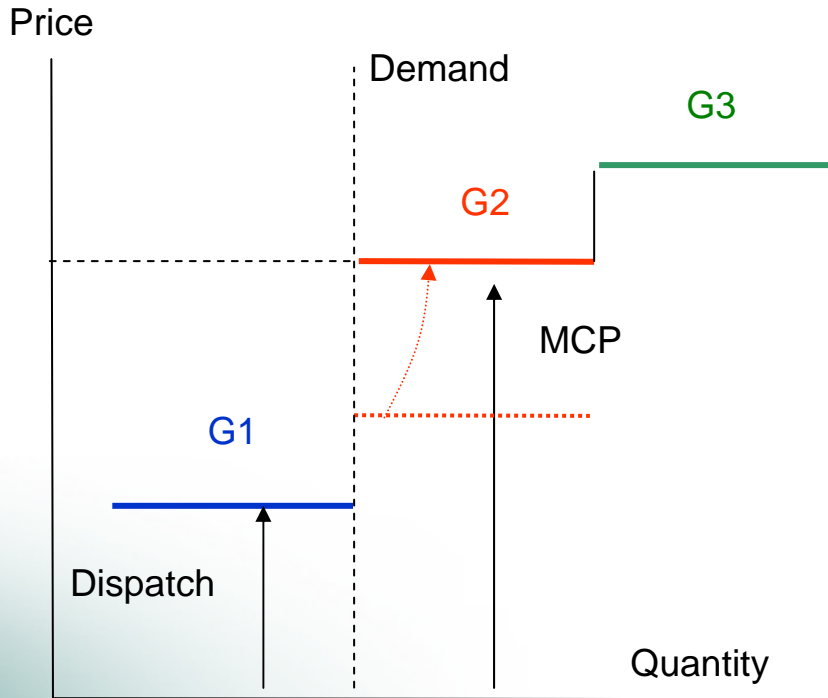 Price
Demand
G3
G2
MCP
G1
Dispatch
Quantity